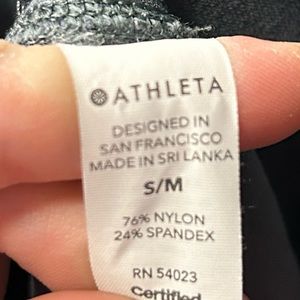 ATHLETA
DESIGNED IN
SAN FRANCISCO
MADE IN SRI LANKA
S/M
76% NYLON
24% SPANDEX
RN 54023
Certified